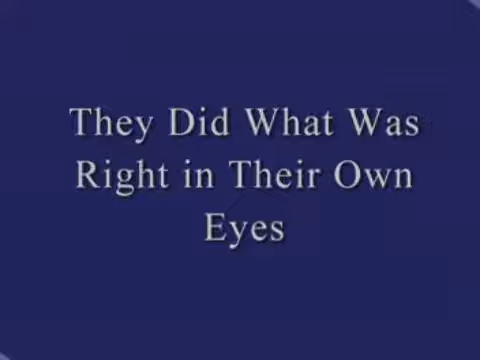 They Did What Was
Right in Their Own
Eyes